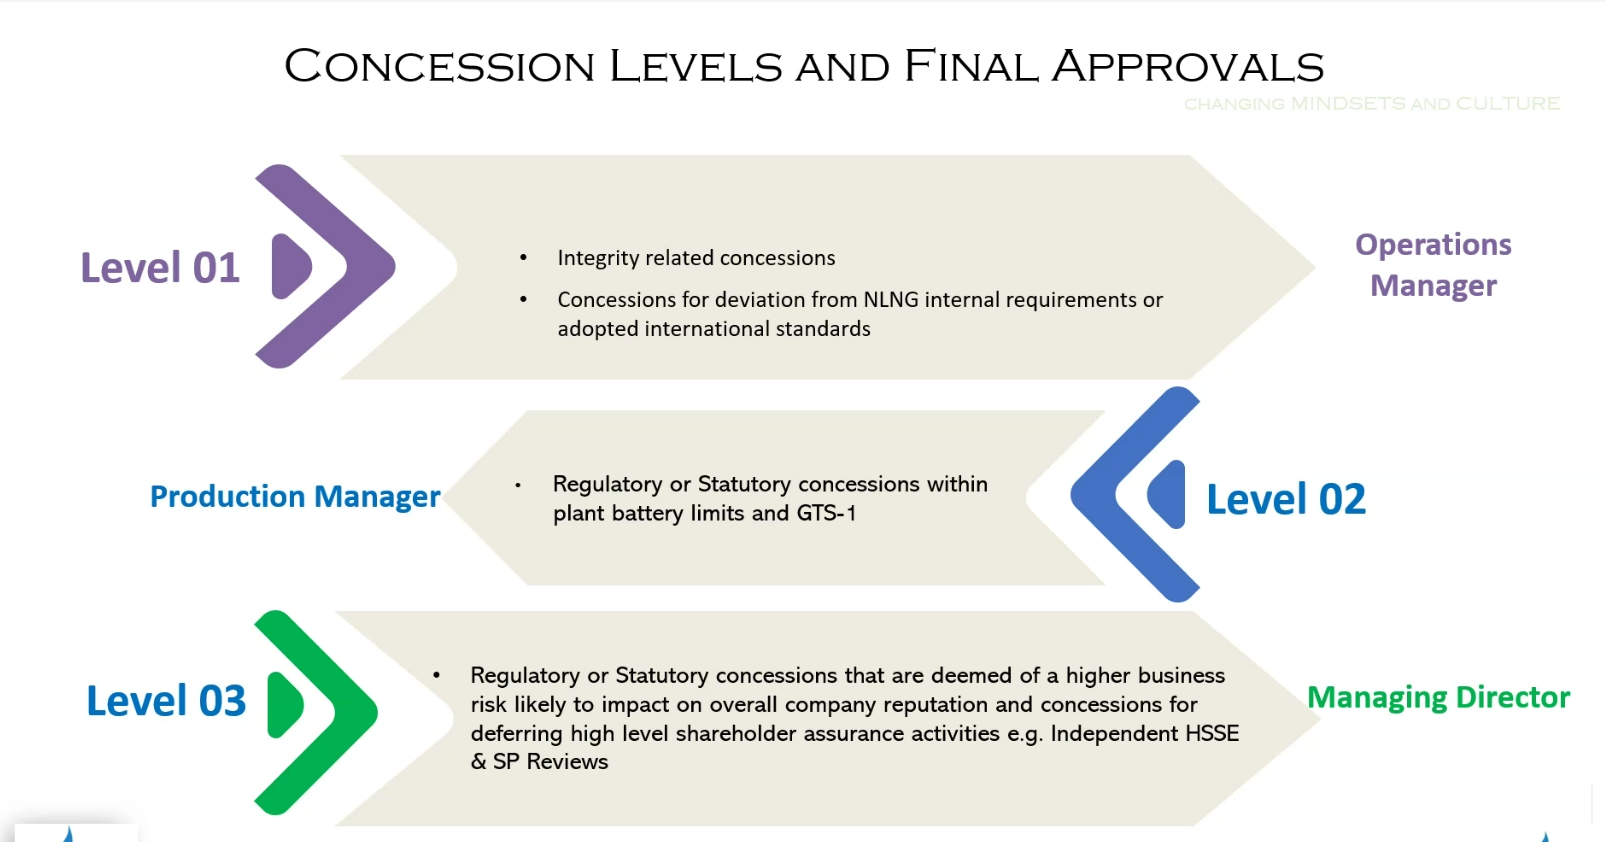 CONCESSION LEVELS AND FINAL APPROVALS
CHANGING MINDSETS AND CULTURE
Level 01
• Integrity related concessions
• Concessions for deviation from NLNG internal requirements or
adopted international standards
Operations
Manager
Production Manager
• Regulatory or Statutory concessions within
plant battery limits and GTS-1
Level 02
Level 03
• Regulatory or Statutory concessions that are deemed of a higher business
risk likely to impact on overall company reputation and concessions for
deferring high level shareholder assurance activities e.g. Independent HSSE
& SP Reviews
Managing Director